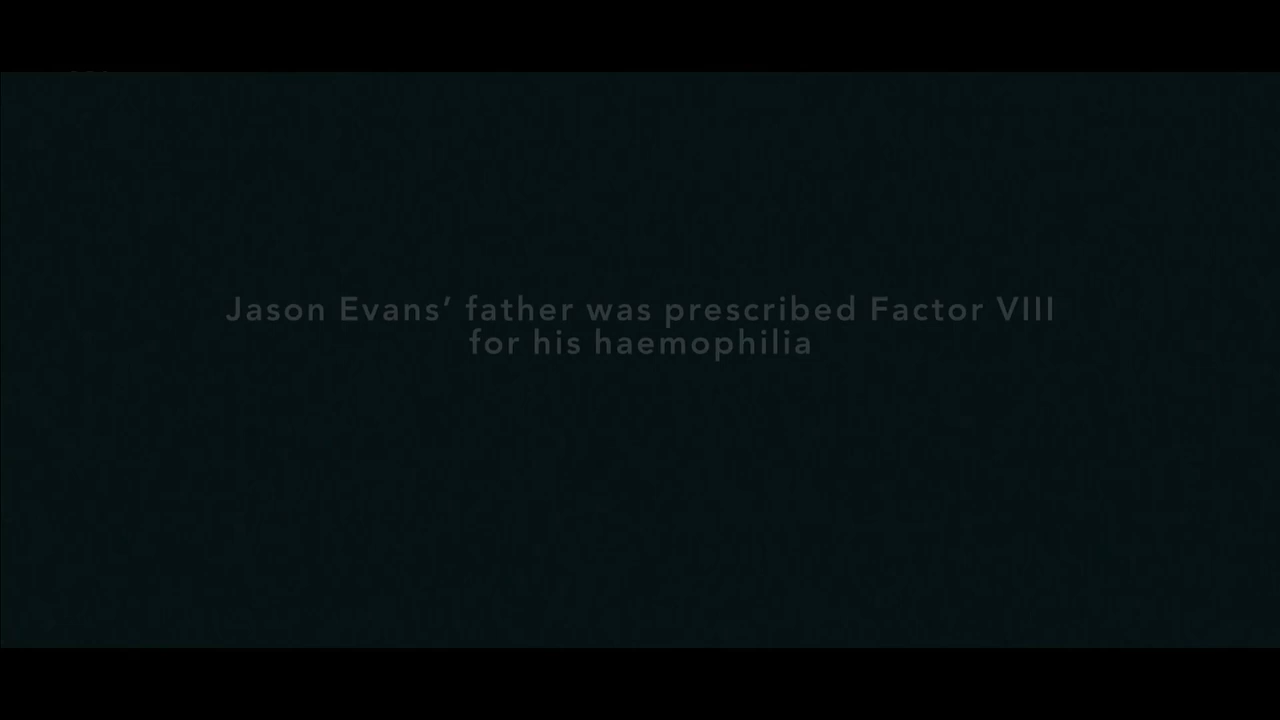 Jason Evans’ father was prescribed Factor VIII
for his haemophilia